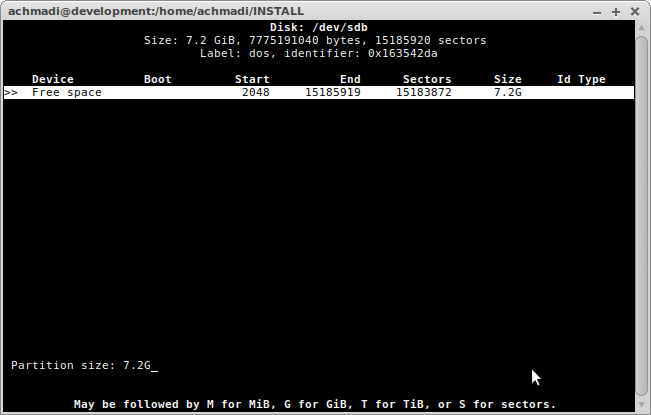 achmadi@development:/home/achmadi/INSTALL
Disk: /dev/sdb
Size: 7.2 GiB, 7775191040 bytes, 15185920 sectors
Label: dos, identifier: 0x163542da
Device Boot Start End Sectors Size Id Type
>> Free space 2048 15185919 15183872 7.2G
Partition size: 7.2G_
May be followed by M for MiB, G for GiB, T for TiB, or S for sectors.